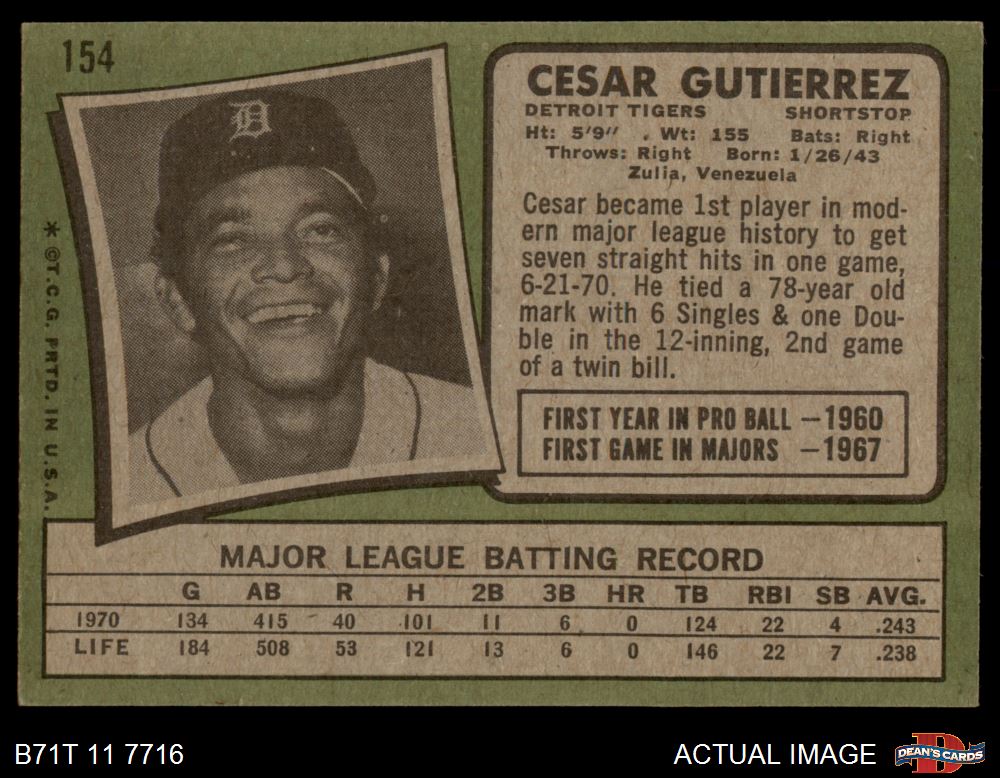 154
D
CESAR GUTIERREZ
DETROIT TIGERS SHORTSTOP
Ht: 5'9" . Wt: 155 Bats: Right
Throws: Right Born: 1/26/43
Zulia, Venezuela
Cesar became 1st player in mod-
ern major league history to get
seven straight hits in one game,
6-21-70. He tied a 78-year old
mark with 6 Singles & one Dou-
ble in the 12-inning, 2nd game
of a twin bill.
FIRST YEAR IN PRO BALL —1960
FIRST GAME IN MAJORS —1967
* ©T.C.G. PRTD. IN U.S.A.
MAJOR LEAGUE BATTING RECORD
G AB R H 2B 3B HR TB RBI SB AVG.
1970 134 415 40 101 11 6 0 124 22 4 .243
LIFE 184 508 53 121 13 6 0 146 22 7 .238
B71T 11 7716
ACTUAL IMAGE
D
DEAN'S CARDS